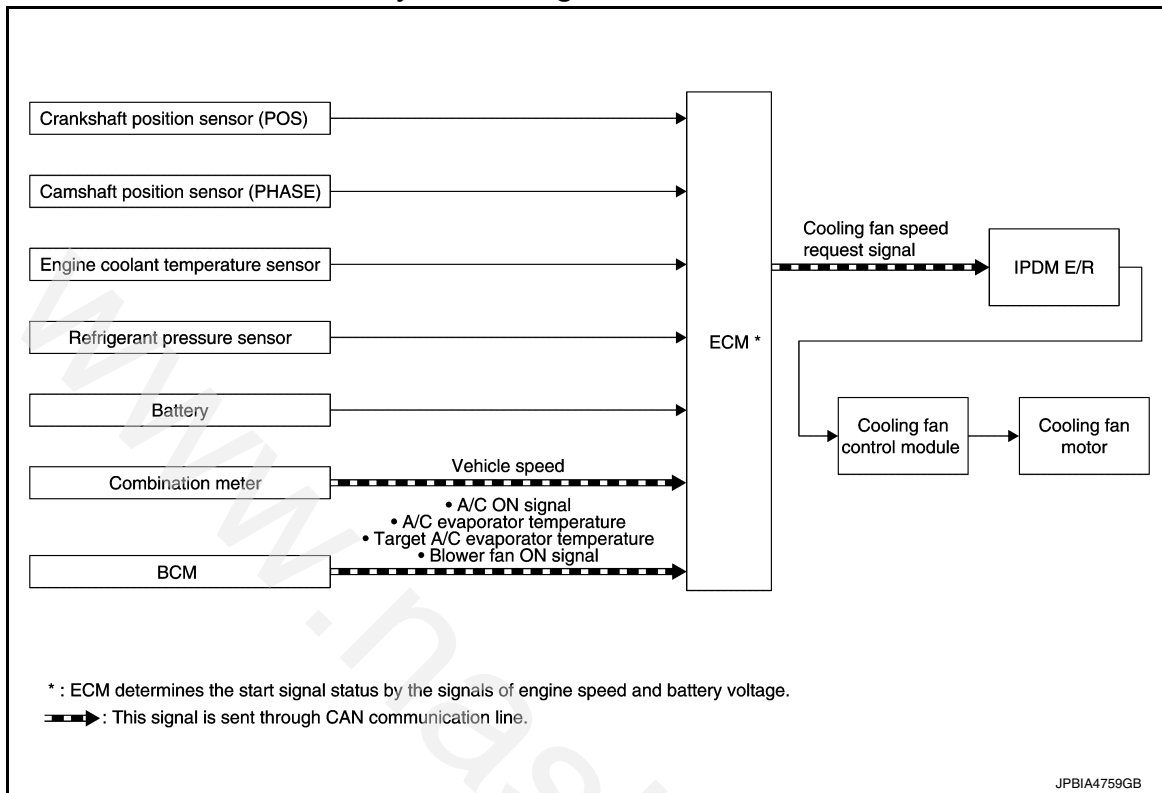 Crankshaft position sensor (POS)
Camshaft position sensor (PHASE)
Engine coolant temperature sensor
Refrigerant pressure sensor
Battery
Combination meter
BCM
Vehicle speed
• A/C ON signal
• A/C evaporator temperature
• Target A/C evaporator temperature
• Blower fan ON signal
ECM *
Cooling fan speed
request signal
IPDM E/R
Cooling fan
control module
Cooling fan
motor
* : ECM determines the start signal status by the signals of engine speed and battery voltage.
: This signal is sent through CAN communication line.
JPBIA4759GB